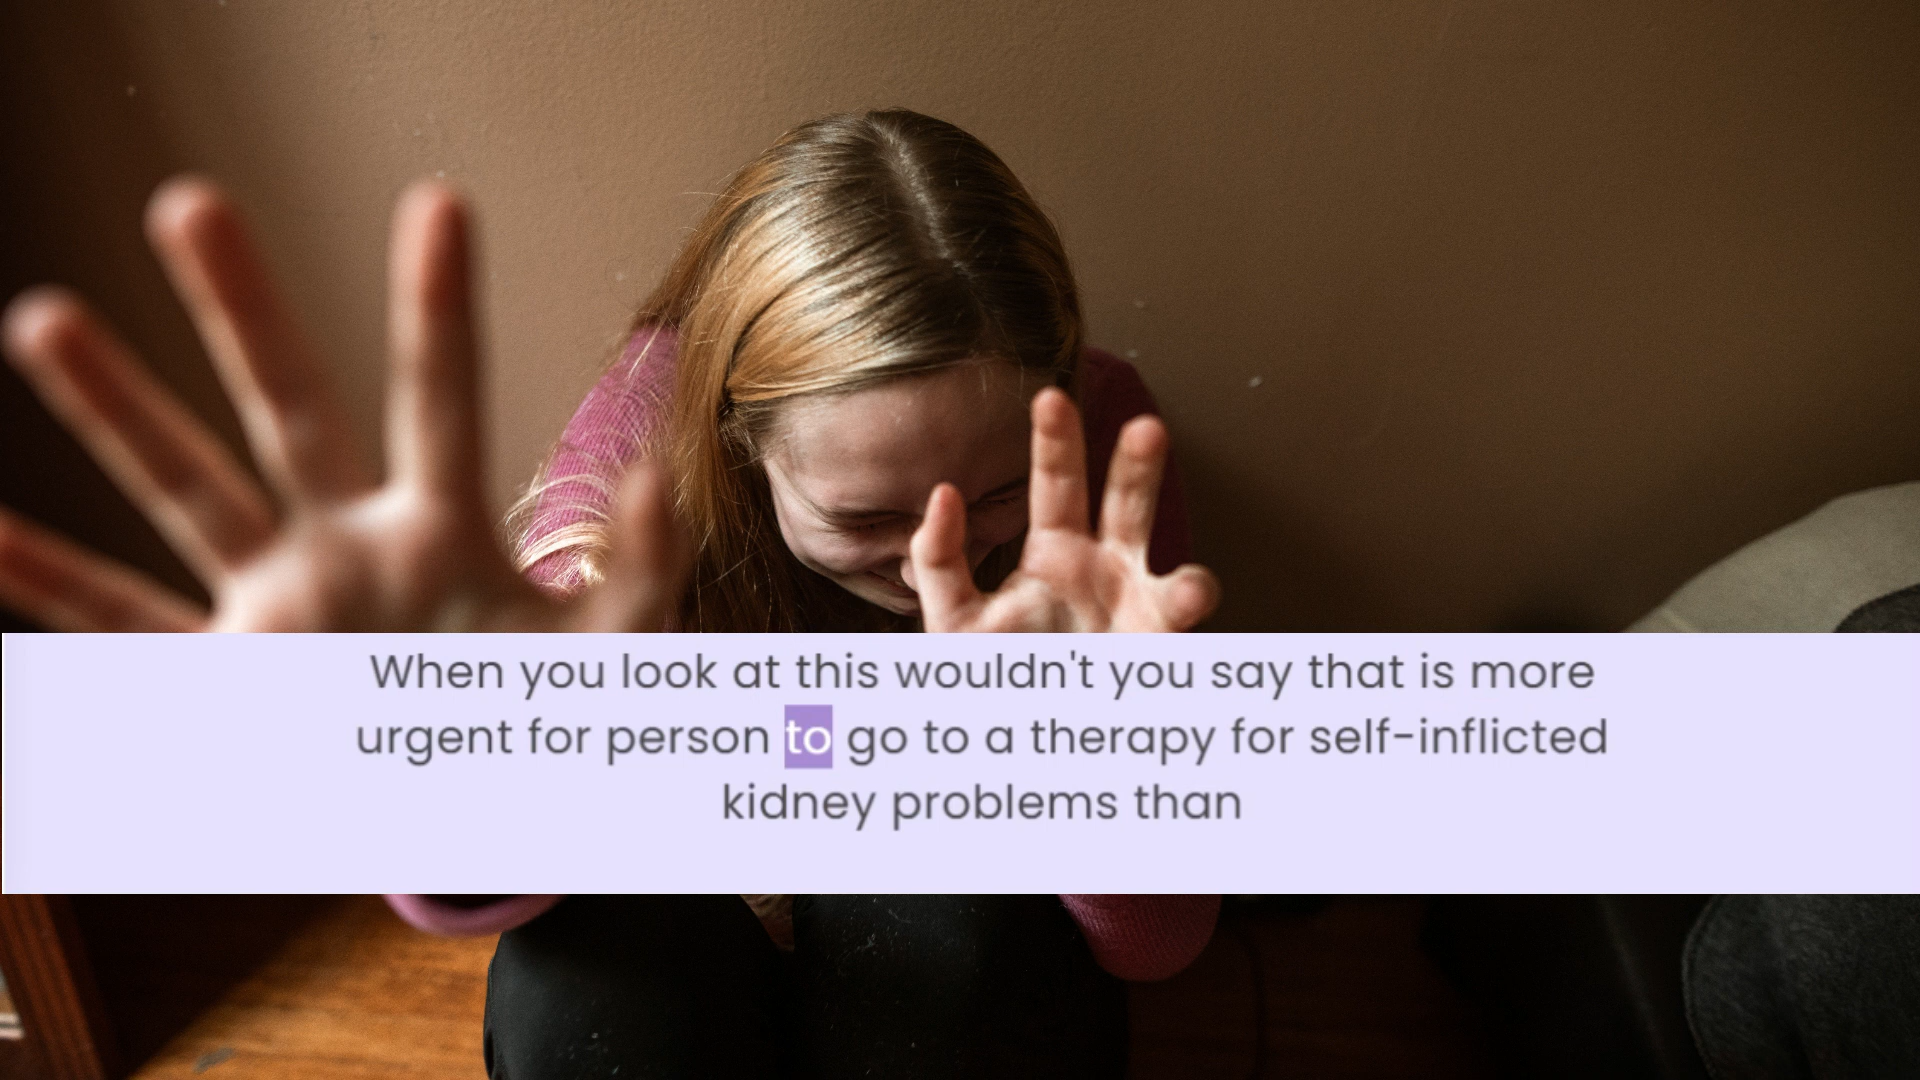 When you look at this wouldn't you say that is more
urgent for person to go to a therapy for self-inflicted
kidney problems than